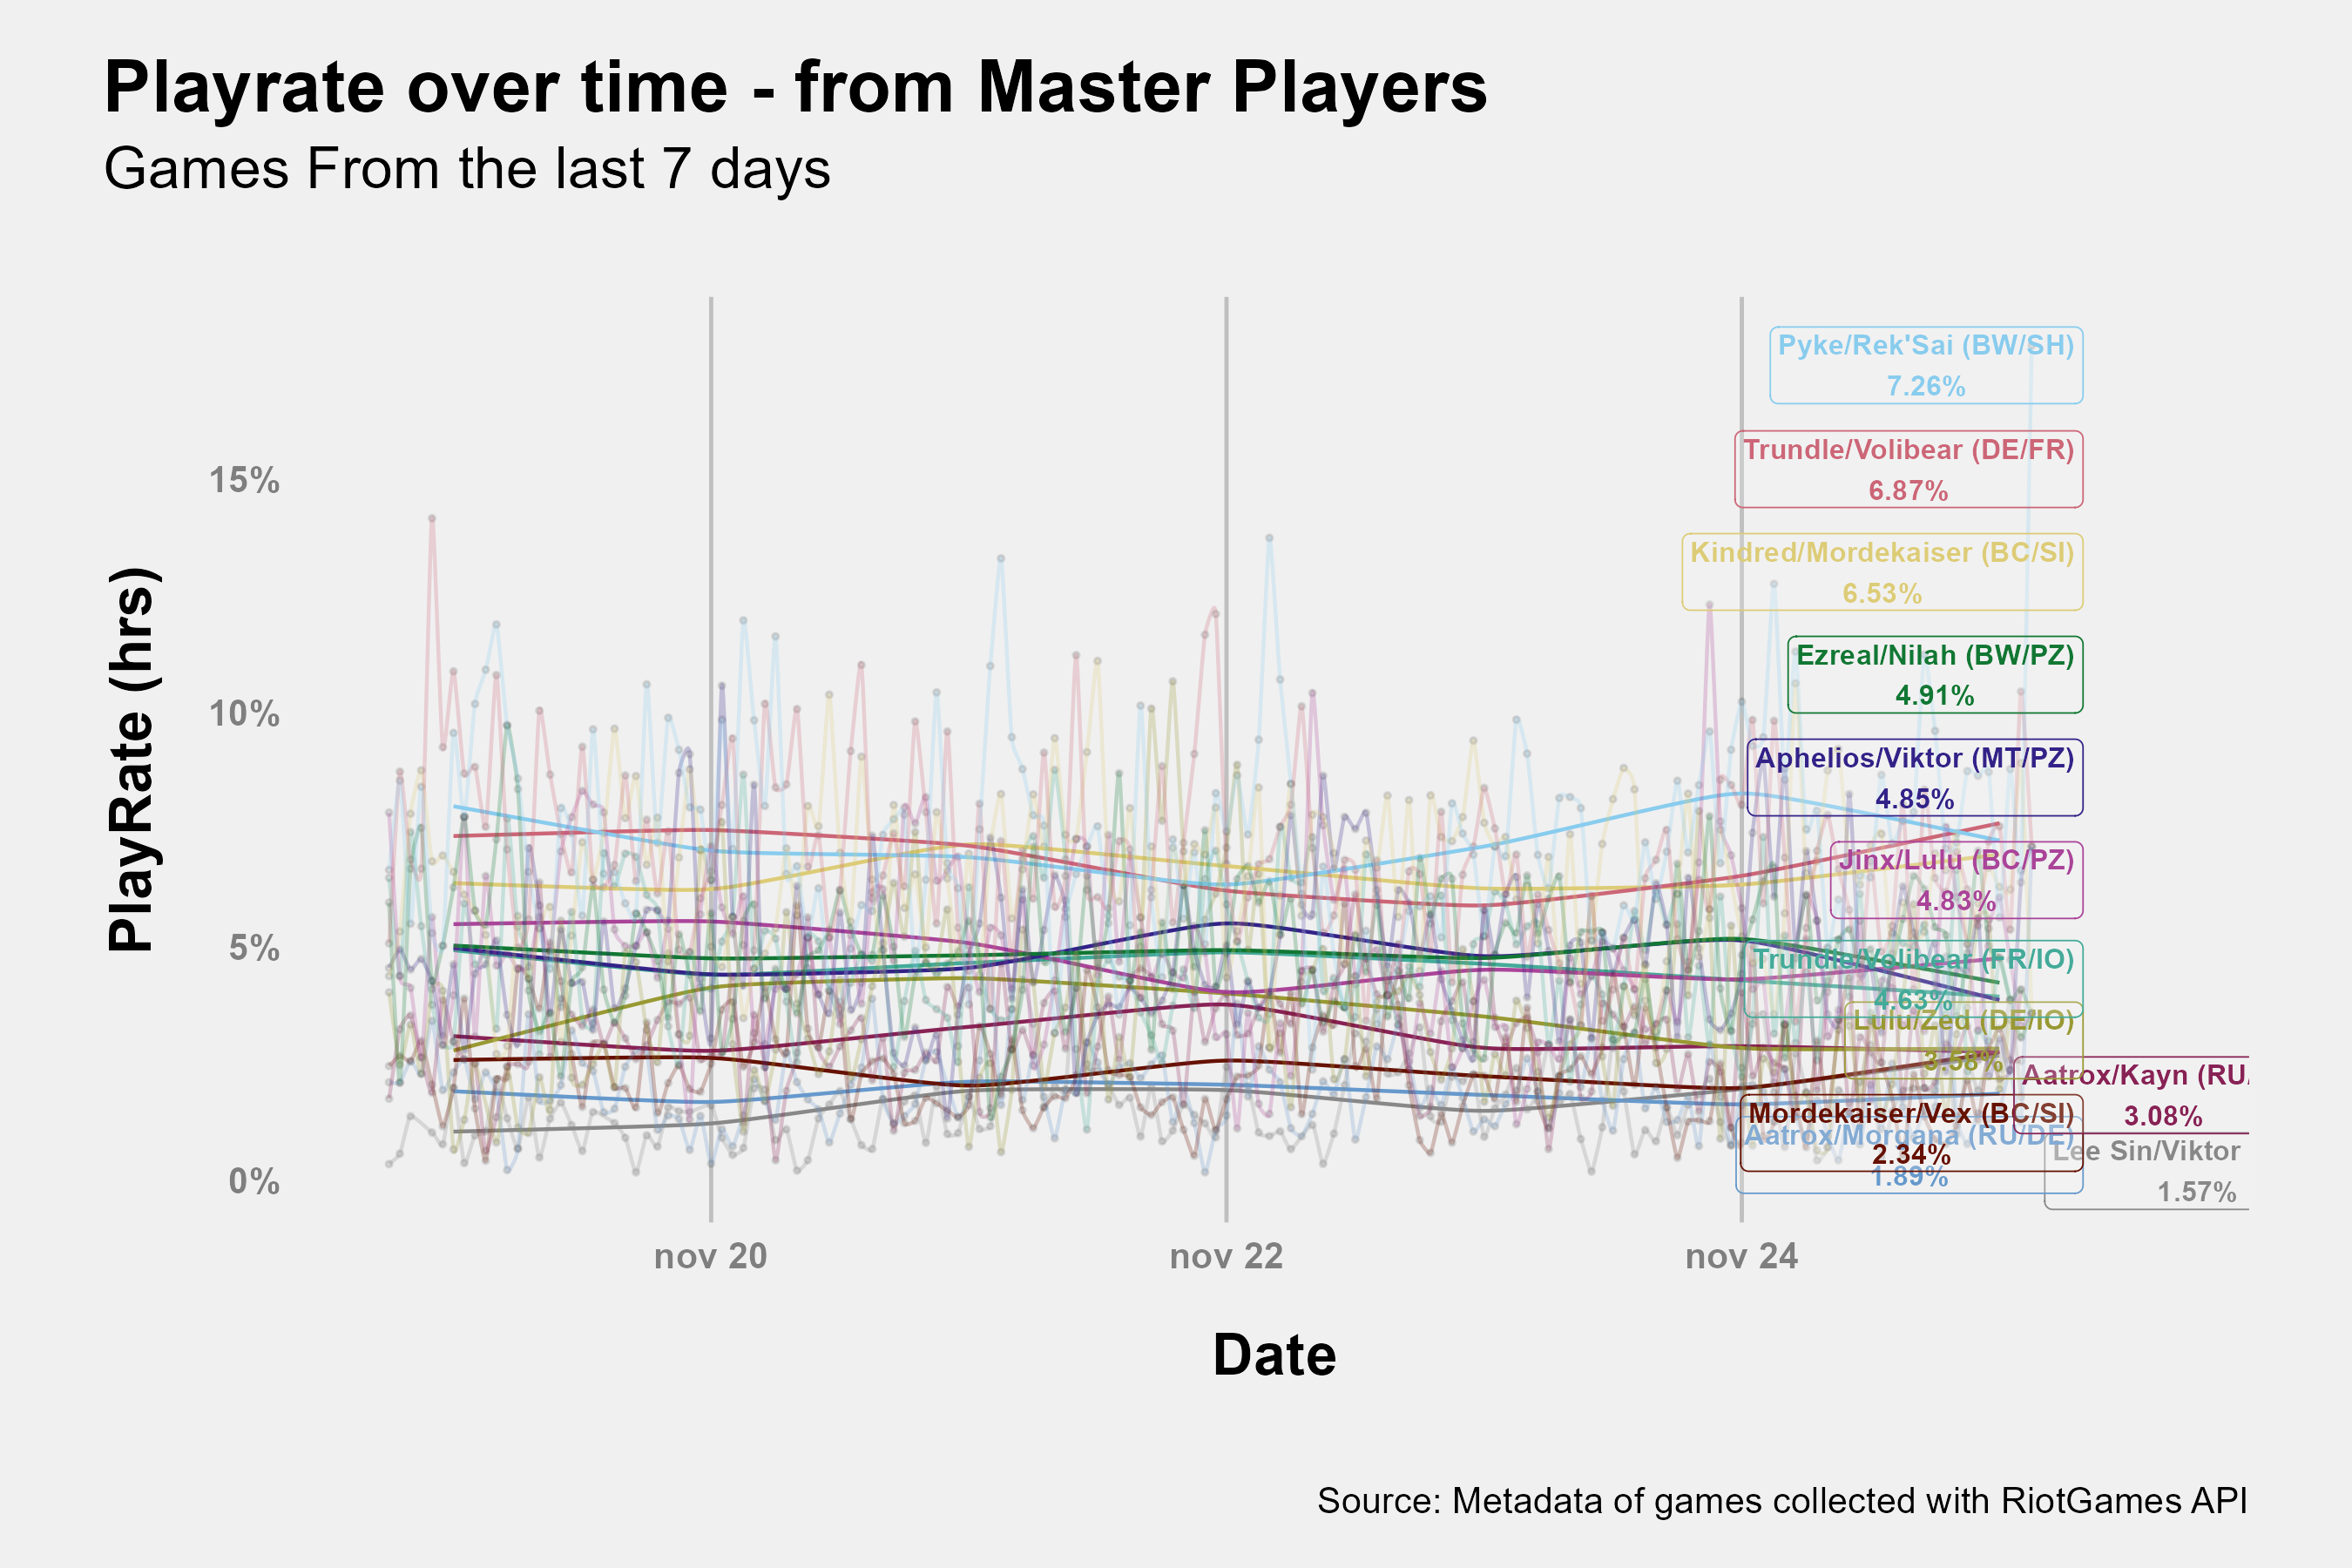 Playrate over time - from Master Players
Games From the last 7 days
PlayRate (hrs)
15%
10%
5%
0%
Pyke/Rek'Sai (BW/SH)
7.26%
Trundle/Volibear (DE/FR)
6.87%
Kindred/Mordekaiser (BC/SI)
6.53%
Ezreal/Nilah (BW/PZ)
4.91%
Aphelios/Viktor (MT/PZ)
4.85%
Jinx/Lulu (BC/PZ)
4.83%
Trundle/Volibear (FR/IO)
4.63%
Lulu/Zed (DE/IO)
3.58%
Aatrox/Kayn (RU/
3.08%
Mordekaiser/Vex (BC/SI)
2.34%
Aatrox/Morgana (RU/DE)
1.89%
Lee Sin/Viktor
1.57%
nov 20
nov 22
nov 24
Date
Source: Metadata of games collected with RiotGames API